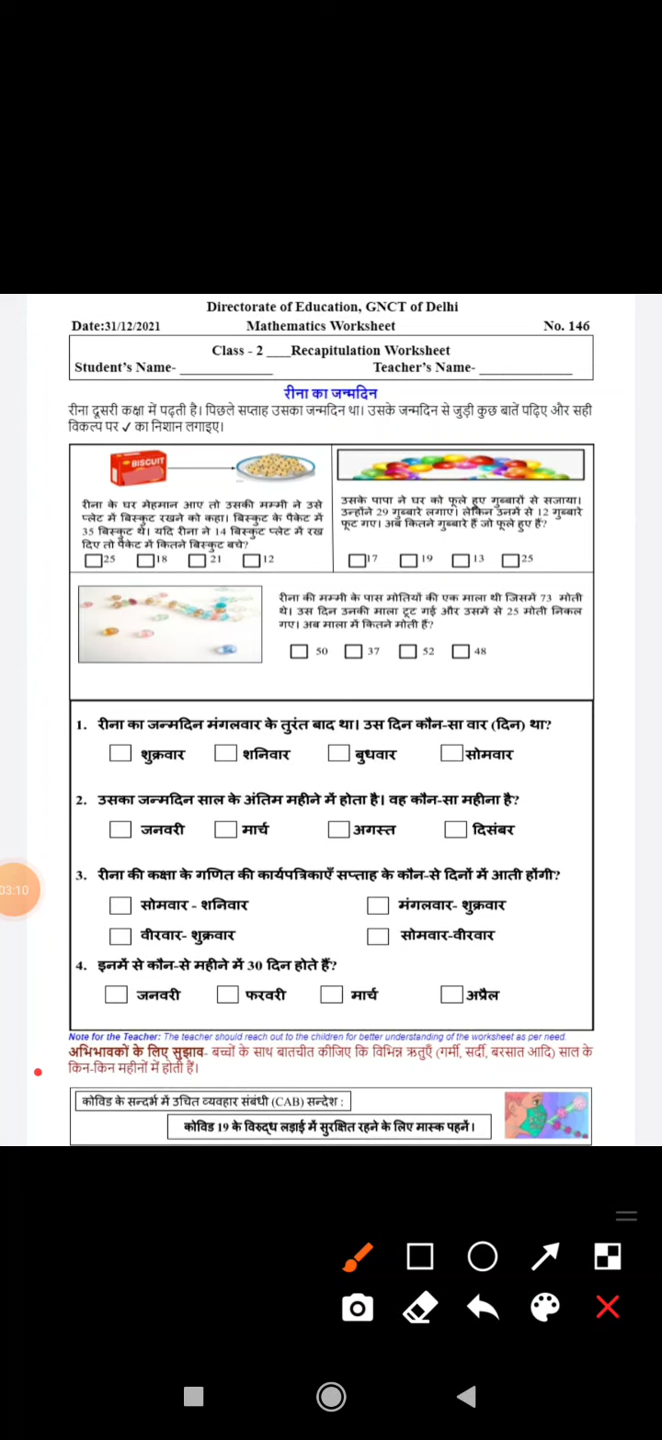 Directorate of Education, GNCT of Delhi
Date:31/12/2021 Mathematics Worksheet No. 146
Class - 2 ___Recapitulation Worksheet
Student's Name- ____________ Teacher's Name- ____________
रीना का जन्मदिन
रीना दूसरी कक्षा में पढ़ती है। पिछले सप्ताह उसका जन्मदिन था। उसके जन्मदिन से जुड़ी कुछ बातें पढ़िए और सही
विकल्प पर ✓ का निशान लगाइए।
BISCUIT
रीना के घर मेहमान आए तो उसकी मम्मी ने उसे
प्लेट में बिस्कुट रखने को कहा। बिस्कुट के पैकेट में
35 बिस्कुट थे। यदि रीना ने 14 बिस्कुट प्लेट में रख
दिए तो पैकेट में कितने बिस्कुट बचे?
25 18 21 12
उसके पापा ने घर को फूले हुए गुब्बारों से सजाया।
उन्होंने 29 गुब्बारे लगाए। लेकिन उनमें से 12 गुब्बारे
फूट गए। अब कितने गुब्बारे हैं जो फूले हुए हैं?
17 19 13 25
रीना की मम्मी के पास मोतियों की एक माला थी जिसमें 73 मोती
थे। उस दिन उनकी माला टूट गई और उसमें से 25 मोती निकल
गए। अब माला में कितने मोती हैं?
50 37 52 48
1. रीना का जन्मदिन मंगलवार के तुरंत बाद था। उस दिन कौन-सा वार (दिन) था?
शुक्रवार शनिवार बुधवार सोमवार
2. उसका जन्मदिन साल के अंतिम महीने में होता है। वह कौन-सा महीना है?
जनवरी मार्च अगस्त दिसंबर
3. रीना की कक्षा के गणित की कार्यपत्रिकाएँ सप्ताह के कौन-से दिनों में आती होंगी?
सोमवार - शनिवार मंगलवार- शुक्रवार
वीरवार- शुक्रवार सोमवार-वीरवार
4. इनमें से कौन-से महीने में 30 दिन होते हैं?
जनवरी फरवरी मार्च अप्रैल
Note for the Teacher: The teacher should reach out to the children for better understanding of the worksheet as per need.
अभिभावकों के लिए सुझाव- बच्चों के साथ बातचीत कीजिए कि विभिन्न ऋतुएँ (गर्मी, सर्दी, बरसात आदि) साल के
किन-किन महीनों में होती हैं।
03:10
कोविड के सन्दर्भ में उचित व्यवहार संबंधी (CAB) सन्देश :
कोविड 19 के विरुद्ध लड़ाई में सुरक्षित रहने के लिए मास्क पहनें।